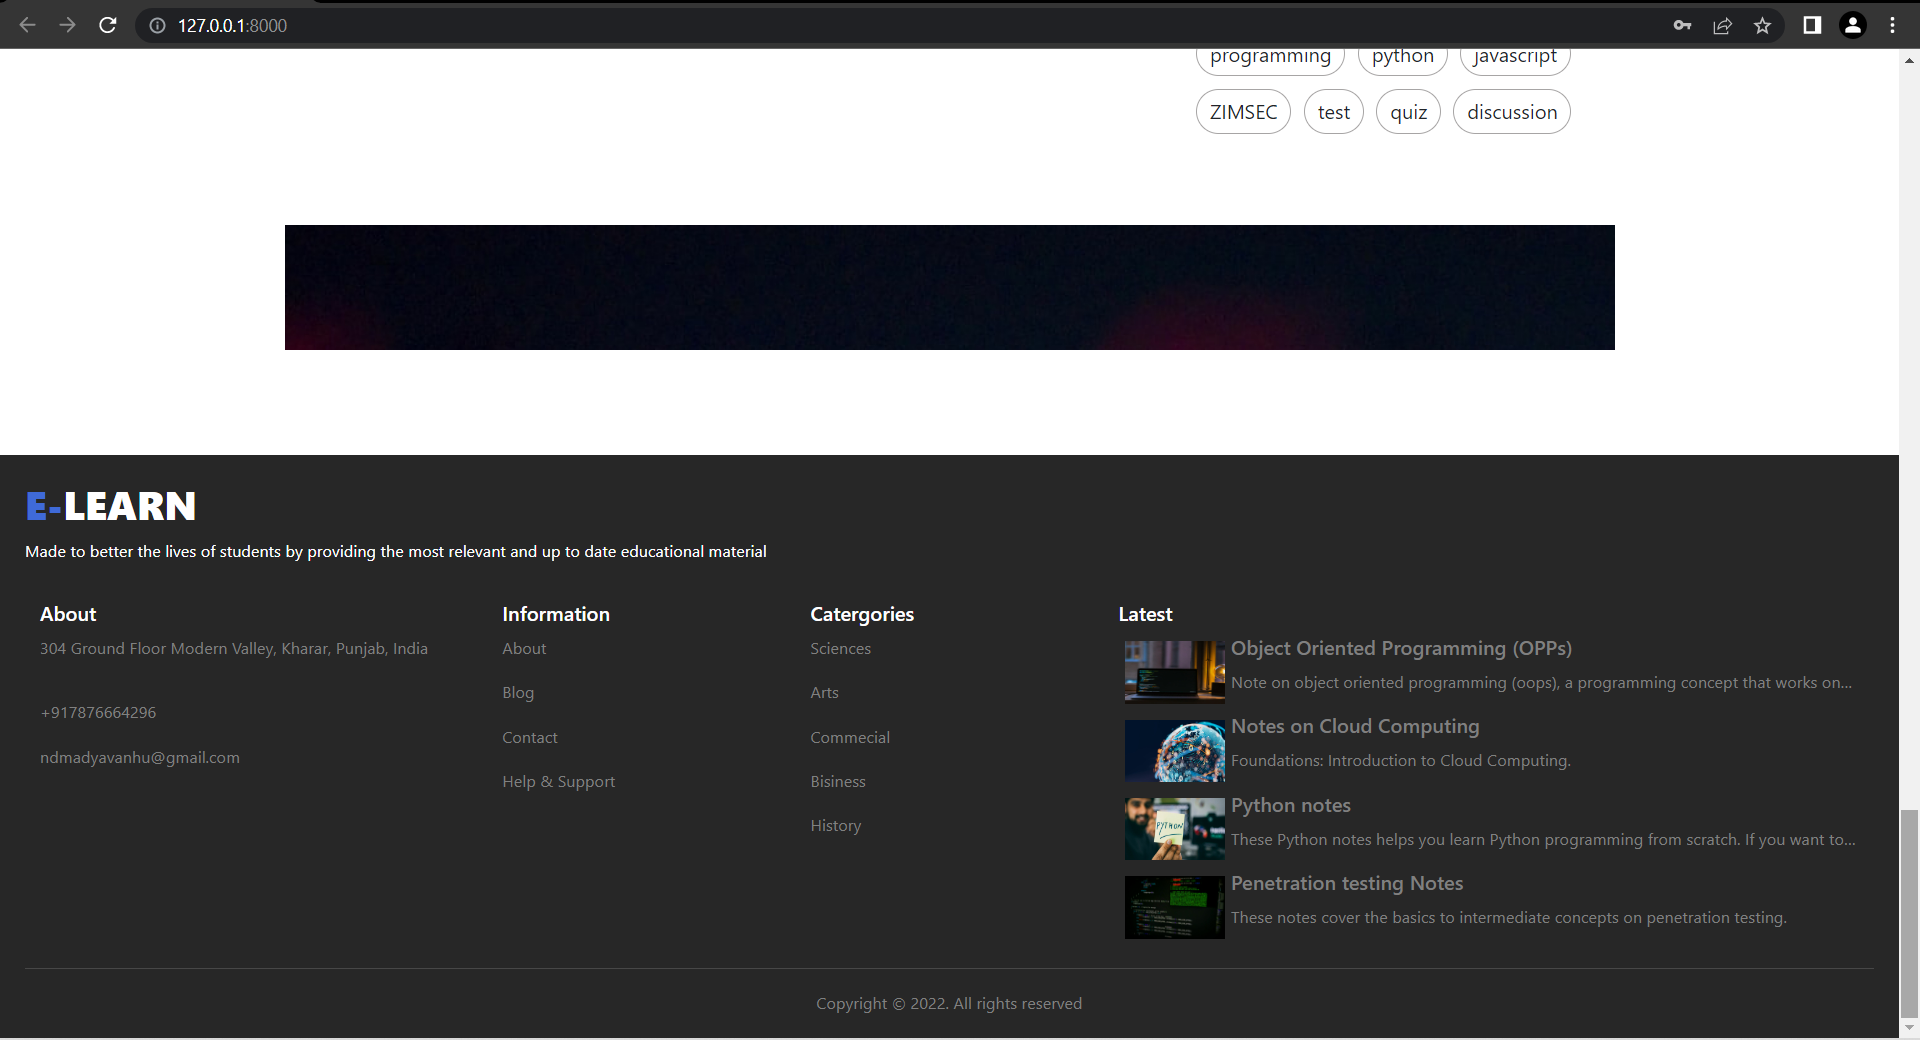 127.0.0.1:8000
programming python javascript
ZIMSEC test quiz discussion
E-LEARN
Made to better the lives of students by providing the most relevant and up to date educational material
About
304 Ground Floor Modern Valley, Kharar, Punjab, India
+917876664296
ndmadyavanhu@gmail.com
Information
About
Blog
Contact
Help & Support
Catergories
Sciences
Arts
Commecial
Bisiness
History
Latest
Object Oriented Programming (OPPs)
Note on object oriented programming (oops), a programming concept that works on...
Notes on Cloud Computing
Foundations: Introduction to Cloud Computing.
PYTHON
Python notes
These Python notes helps you learn Python programming from scratch. If you want to...
Penetration testing Notes
These notes cover the basics to intermediate concepts on penetration testing.
Copyright © 2022. All rights reserved